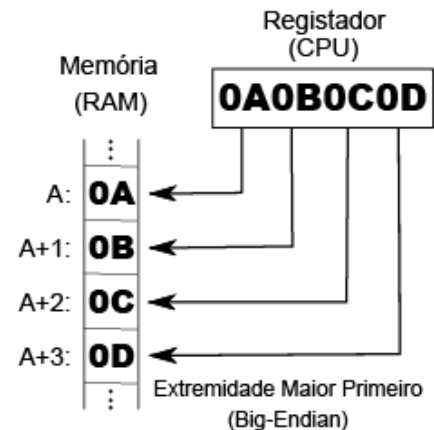 Registador
(CPU)
0A0B0C0D
Memória
(RAM)
A: 0A
A+1: 0B
A+2: 0C
A+3: 0D
Extremidade Maior Primeiro
(Big-Endian)